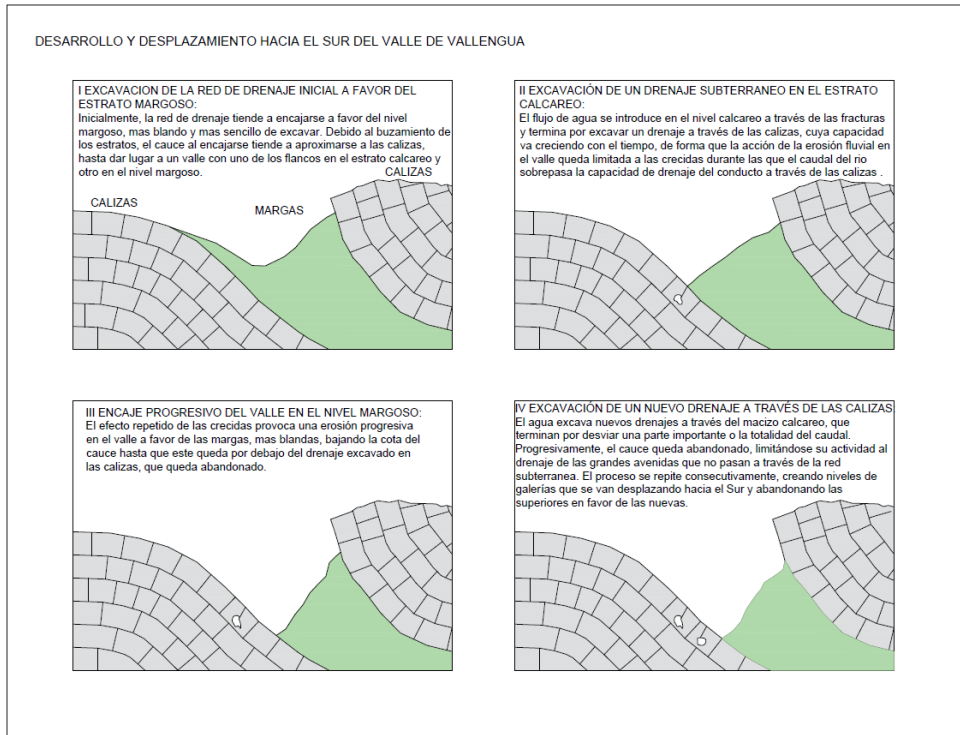 DESARROLLO Y DESPLAZAMIENTO HACIA EL SUR DEL VALLE DE VALLENGUA
I EXCAVACION DE LA RED DE DRENAJE INICIAL A FAVOR DEL
ESTRATO MARGOSO:
Inicialmente, la red de drenaje tiende a encajarse a favor del nivel
margoso, mas blando y mas sencillo de excavar. Debido al buzamiento de
los estratos, el cauce al encajarse tiende a aproximarse a las calizas,
hasta dar lugar a un valle con uno de los flancos en el estrato calcareo y
otro en el nivel margoso.
CALIZAS
CALIZAS
MARGAS
II EXCAVACIÓN DE UN DRENAJE SUBTERRANEO EN EL ESTRATO
CALCAREO:
El flujo de agua se introduce en el nivel calcareo a través de las fracturas
y termina por excavar un drenaje a través de las calizas, cuya capacidad
va creciendo con el tiempo, de forma que la acción de la erosión fluvial en
el valle queda limitada a las crecidas durante las que el caudal del rio
sobrepasa la capacidad de drenaje del conducto a través de las calizas .
III ENCAJE PROGRESIVO DEL VALLE EN EL NIVEL MARGOSO:
El efecto repetido de las crecidas provoca una erosión progresiva
en el valle a favor de las margas, mas blandas, bajando la cota del
cauce hasta que este queda por debajo del drenaje excavado en
las calizas, que queda abandonado.
IV EXCAVACIÓN DE UN NUEVO DRENAJE A TRAVÉS DE LAS CALIZAS
El agua excava nuevos drenajes a través del macizo calcareo, que
terminan por desviar una parte importante o la totalidad del caudal.
Progresivamente, el cauce queda abandonado, limitándose su actividad al
drenaje de las grandes avenidas que no pasan a través de la red
subterranea. El proceso se repite consecutivamente, creando niveles de
galerías que se van desplazando hacia el Sur y abandonando las
superiores en favor de las nuevas.